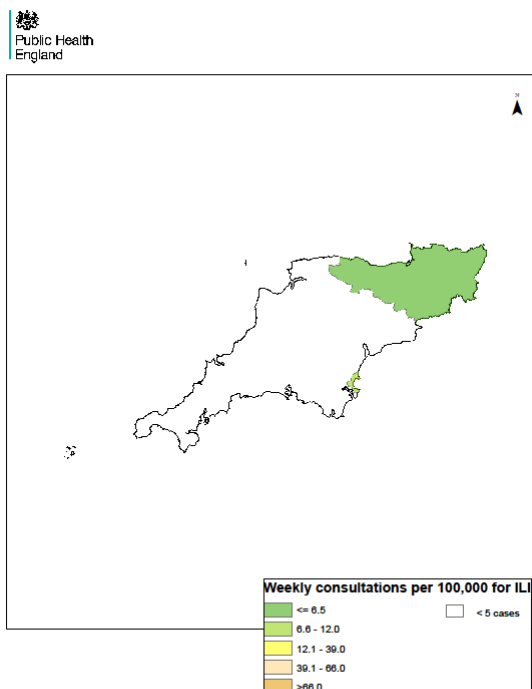 Public Health
England
N
Weekly consultations per 100,000 for ILI
<= 6.5
< 5 cases
6.6 - 12.0
12.1 - 39.0
39.1 - 66.0
>66.0